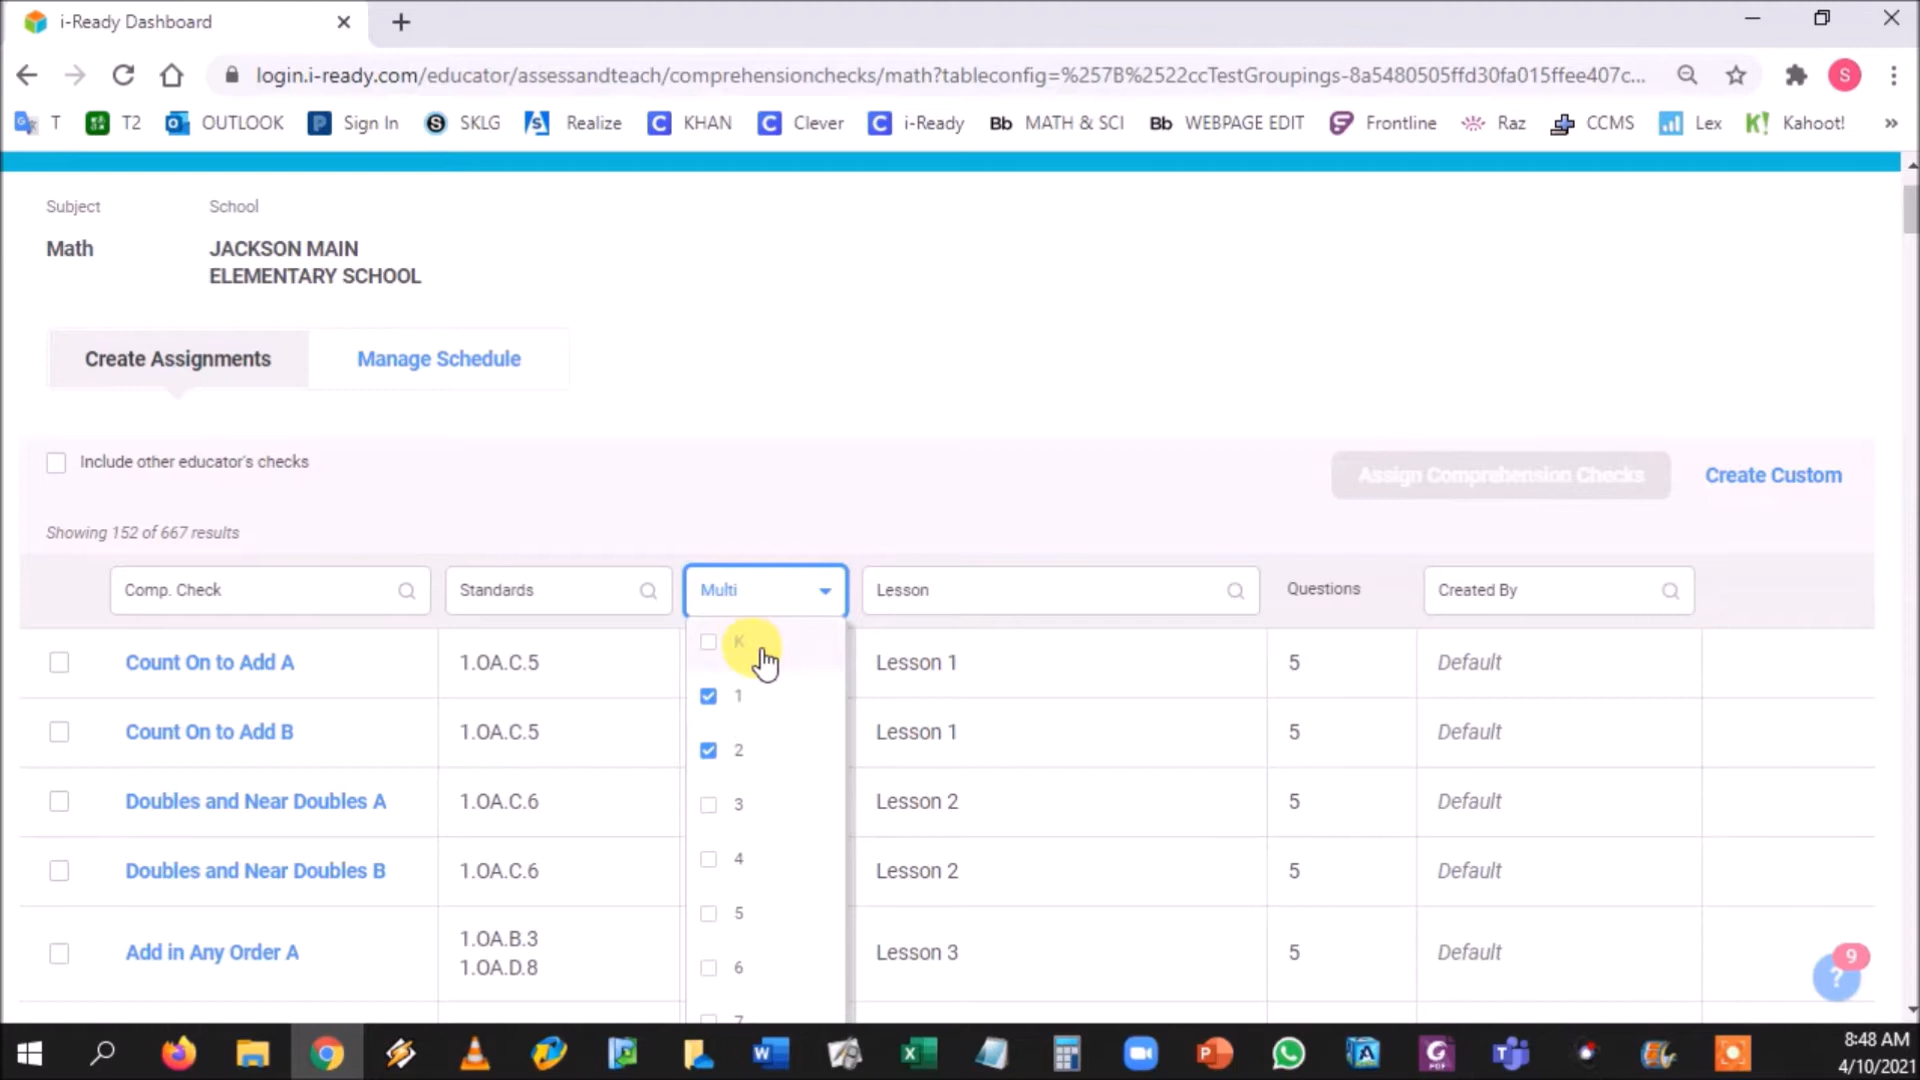 i-Ready Dashboard
login.i-ready.com/educator/assessandteach/comprehensionchecks/math?tableconfig=%257B%2522ccTestGroupings-8a5480505ffd30fa015ffee407c...
S
T T2 OUTLOOK Sign In SKLG Realize KHAN Clever i-Ready Bb MATH & SCI Bb WEBPAGE EDIT Frontline Raz CCMS Lex Kahoot! »
Subject School
Math JACKSON MAIN
ELEMENTARY SCHOOL
Create Assignments Manage Schedule
Include other educator's checks
Assign Comprehension Checks Create Custom
Showing 152 of 667 results
Comp. Check Standards Multi Lesson Questions Created By
K
Count On to Add A 1.OA.C.5 Lesson 1 5 Default
1
Count On to Add B 1.OA.C.5 Lesson 1 5 Default
2
Doubles and Near Doubles A 1.OA.C.6 3 Lesson 2 5 Default
Doubles and Near Doubles B 1.OA.C.6 4 Lesson 2 5 Default
5
Add in Any Order A 1.OA.B.3 Lesson 3 5 Default
1.OA.D.8 6
9
?
7
8:48 AM
4/10/2021